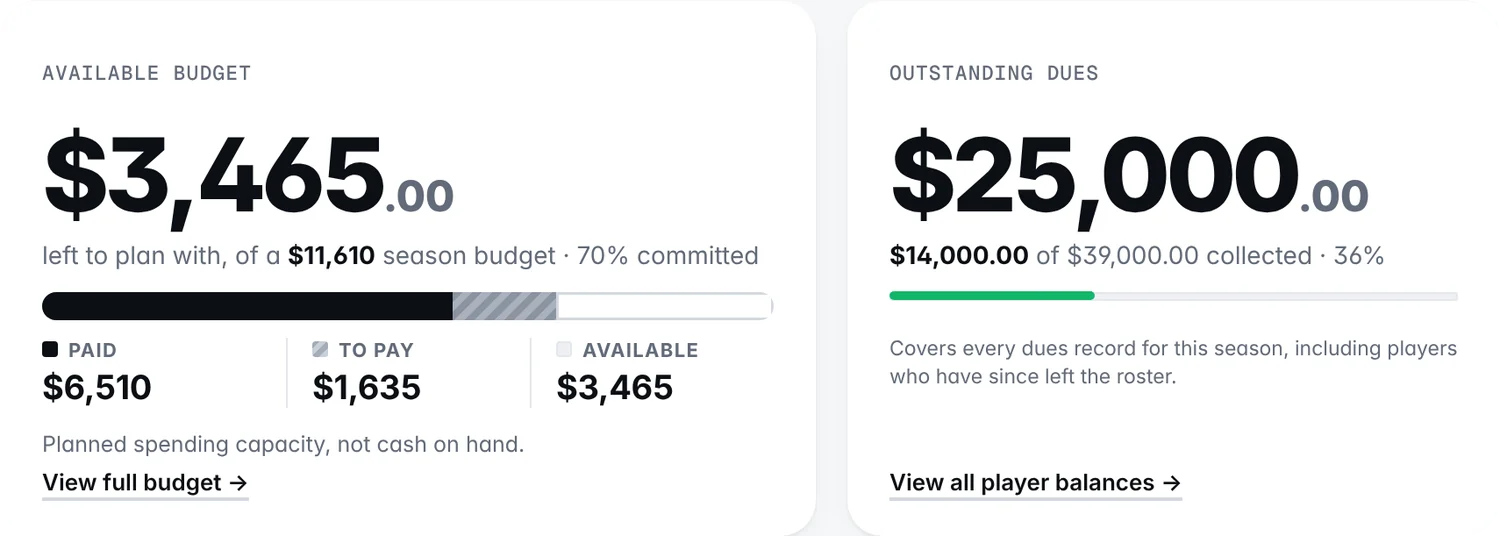 AVAILABLE BUDGET
$3,465.00
left to plan with, of a $11,610 season budget · 70% committed
PAID
$6,510
TO PAY
$1,635
AVAILABLE
$3,465
Planned spending capacity, not cash on hand.
View full budget →
OUTSTANDING DUES
$25,000.00
$14,000.00 of $39,000.00 collected · 36%
Covers every dues record for this season, including players
who have since left the roster.
View all player balances →